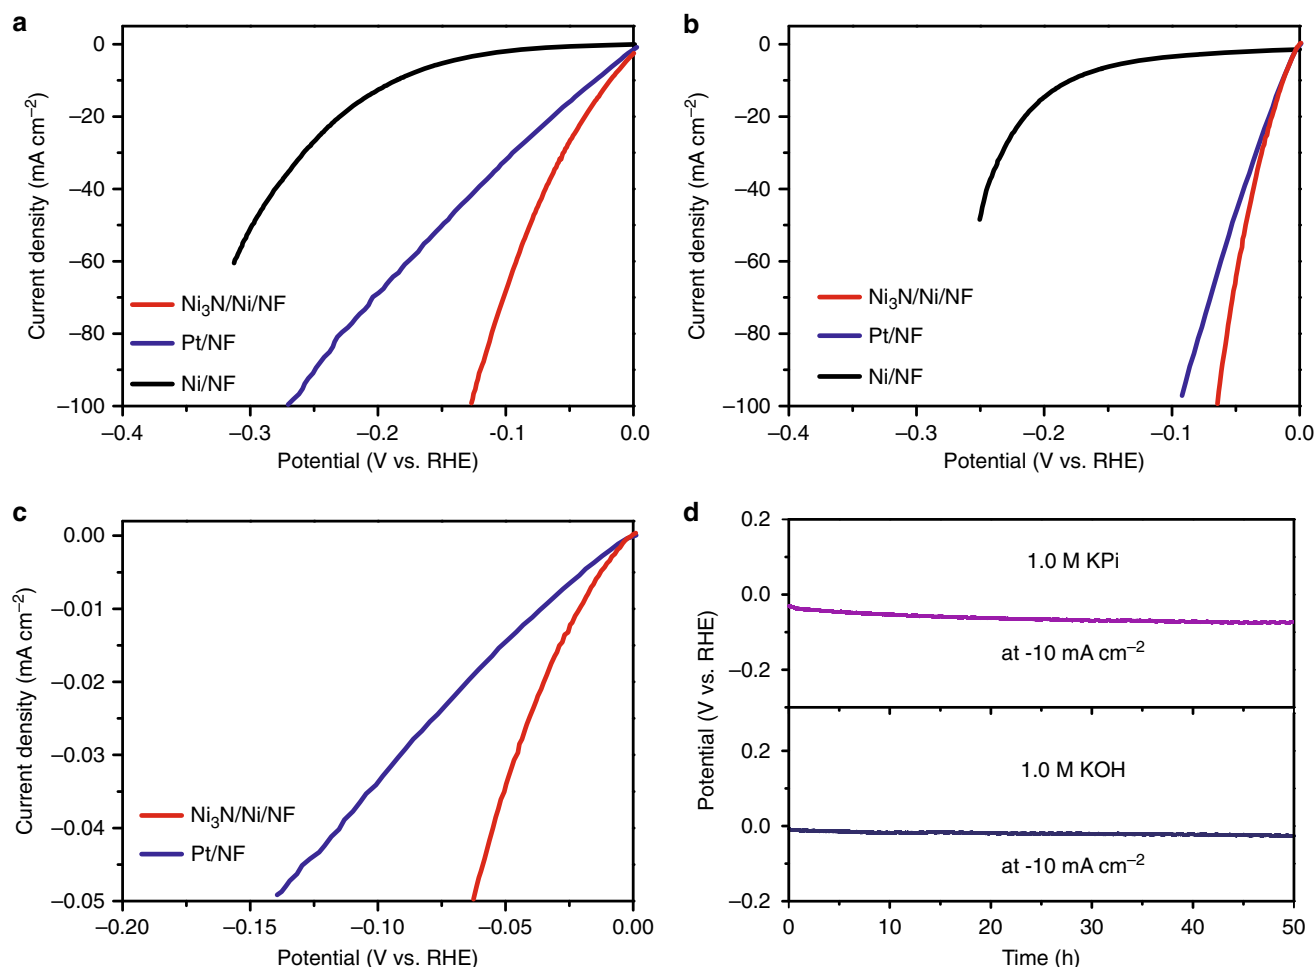 a
0
−20
−40
−60
−80
−100
−0.4
−0.3
−0.2
-0.1
0.0
Current density (mA cm⁻²)
Potential (V vs. RHE)
Ni₃N/Ni/NF
Pt/NF
Ni/NF
b
0
−20
−40
−60
−80
−100
−0.4
−0.3
−0.2
−0.1
0.0
Current density (mA cm⁻²)
Potential (V vs. RHE)
Ni₃N/Ni/NF
Pt/NF
Ni/NF
c
0.00
−0.01
−0.02
−0.03
−0.04
−0.05
−0.20
−0.15
−0.10
−0.05
0.00
Current density (mA cm⁻²)
Potential (V vs. RHE)
Ni₃N/Ni/NF
Pt/NF
d
0.2
0.0
−0.2
0.2
0.0
−0.2
0
10
20
30
40
50
Potential (V vs. RHE)
Time (h)
1.0 M KPi
at -10 mA cm⁻²
1.0 M KOH
at -10 mA cm⁻²